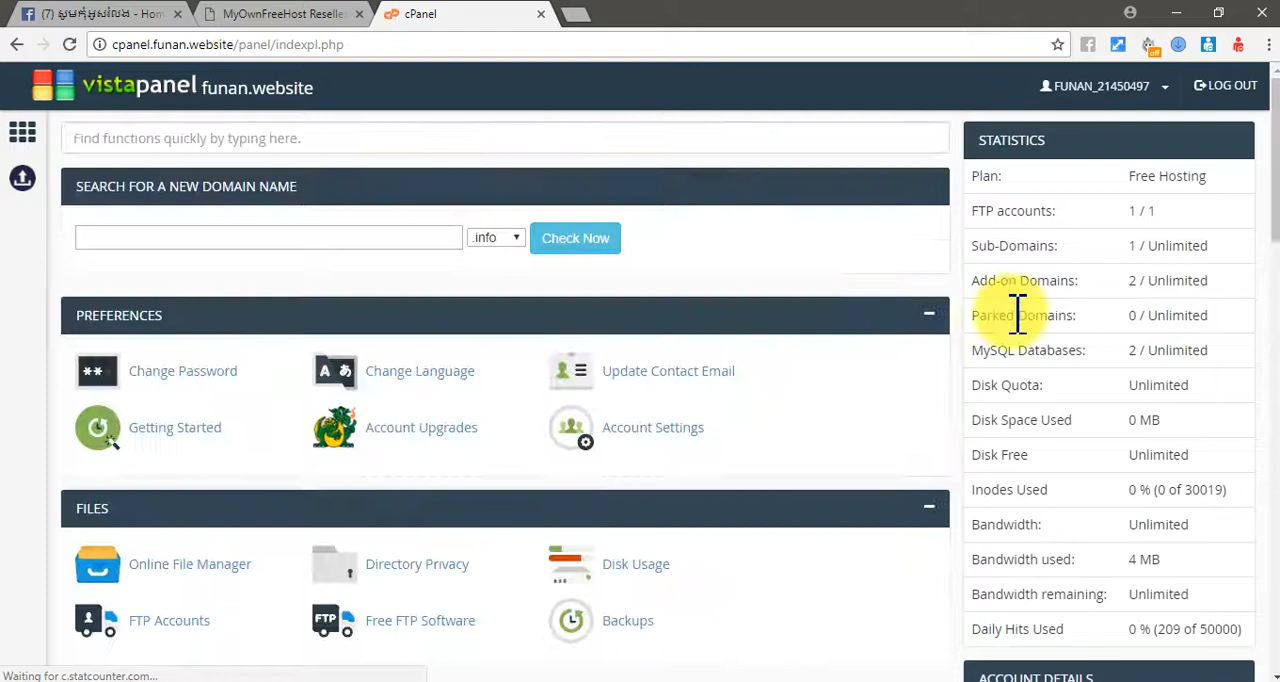 (7) សូមកុំស្មេរលែង - Hom
MyOwnFreeHost Reselle
cPanel
cpanel.funan.website/panel/indexpl.php
off
vistapanel funan.website
FUNAN_21450497
LOG OUT
Find functions quickly by typing here.
SEARCH FOR A NEW DOMAIN NAME
.info
Check Now
PREFERENCES
Change Password
Change Language
Update Contact Email
Getting Started
Account Upgrades
Account Settings
FILES
Online File Manager
Directory Privacy
Disk Usage
FTP Accounts
FTP
Free FTP Software
Backups
STATISTICS
Plan: Free Hosting
FTP accounts: 1 / 1
Sub-Domains: 1 / Unlimited
Add-on Domains: 2 / Unlimited
Parked Domains: 0 / Unlimited
MySQL Databases: 2 / Unlimited
Disk Quota: Unlimited
Disk Space Used 0 MB
Disk Free Unlimited
Inodes Used 0 % (0 of 30019)
Bandwidth: Unlimited
Bandwidth used: 4 MB
Bandwidth remaining: Unlimited
Daily Hits Used 0 % (209 of 50000)
ACCOUNT DETAILS
Waiting for c.statcounter.com...